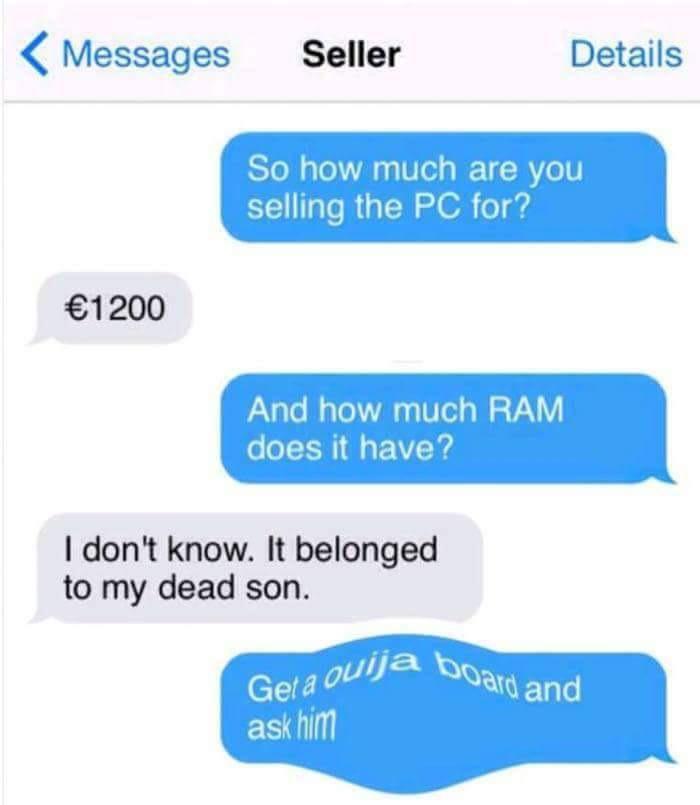 Messages Seller Details
So how much are you
selling the PC for?
€1200
And how much RAM
does it have?
I don't know. It belonged
to my dead son.
Get a ouija board and
ask him